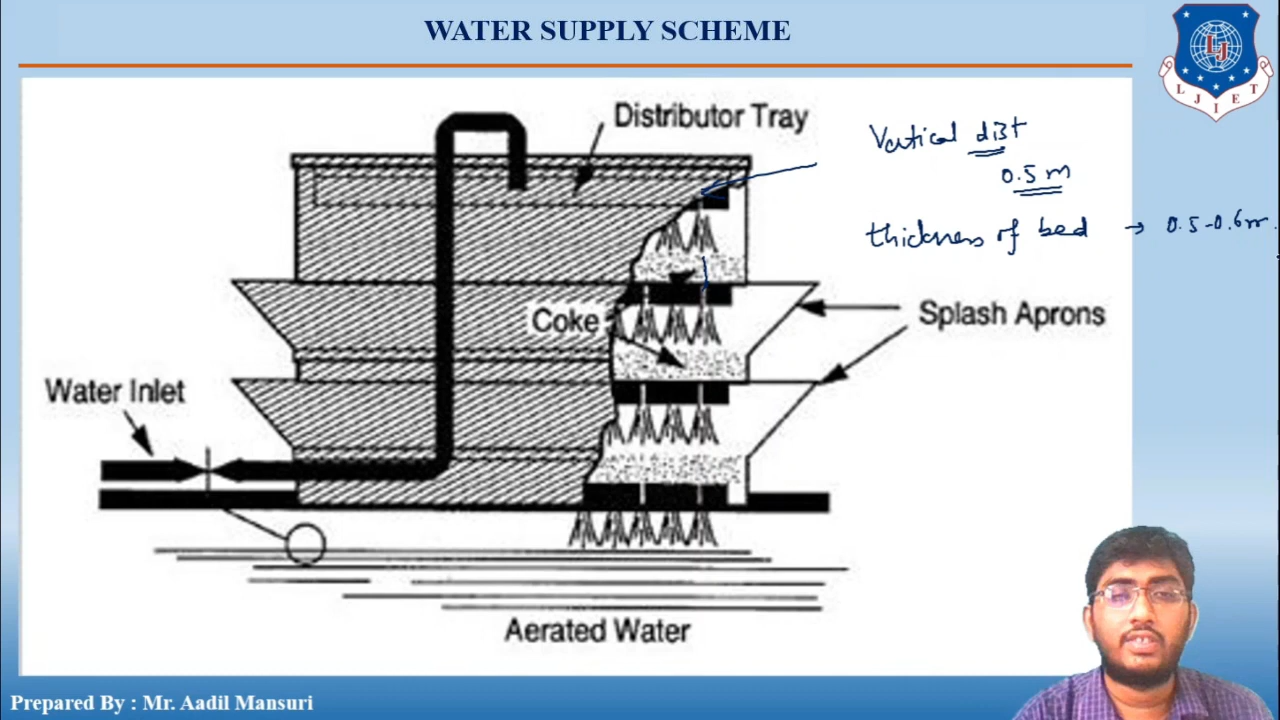 WATER SUPPLY SCHEME
LJIET
Distributor Tray
Vertical dist
0.5 m
thickness of bed → 0.5-0.6m.
Coke
Splash Aprons
Water Inlet
Aerated Water
Prepared By : Mr. Aadil Mansuri